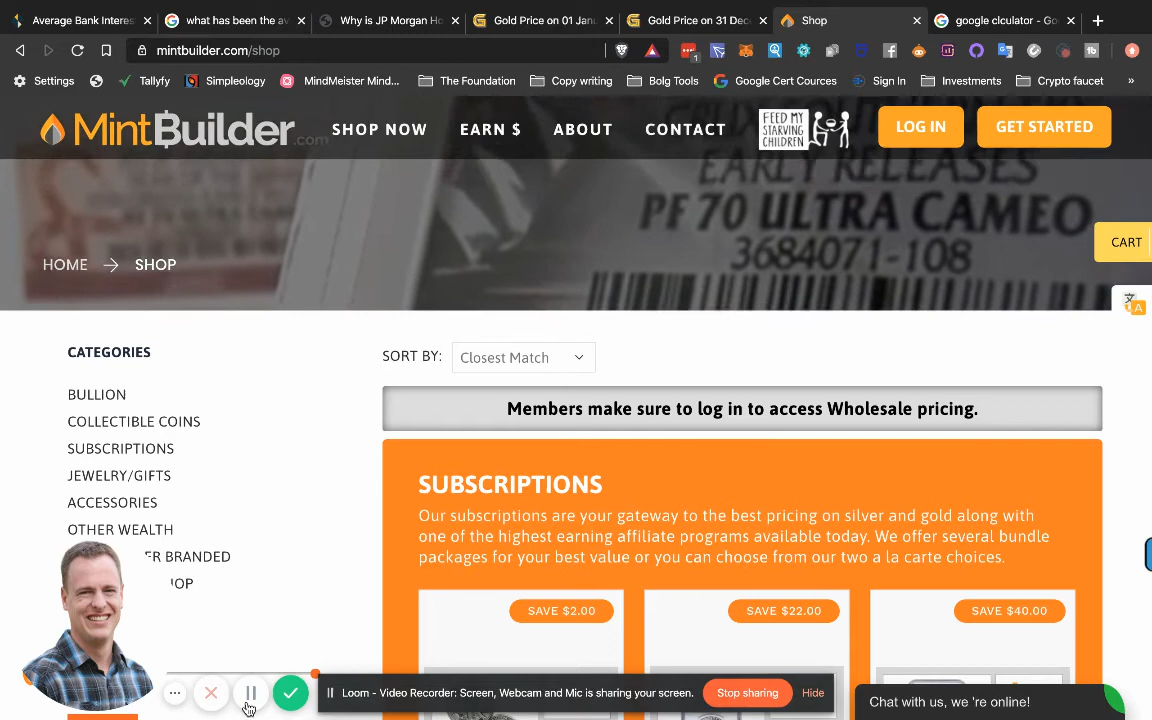 Average Bank Interes
what has been the av
Why is JP Morgan Ho
Gold Price on 01 Janu
Gold Price on 31 Dece
Shop
google clculator - Go
mintbuilder.com/shop
1
Settings
Tallyfy
Simpleology
MindMeister Mind...
The Foundation
Copy writing
Bolg Tools
Google Cert Cources
Sign In
Investments
Crypto faucet
»
MintBuilder.com
SHOP NOW
EARN $
ABOUT
CONTACT
FEED MY
STARVING
CHILDREN
LOG IN
GET STARTED
EARLY RELEASES
PF 70 ULTRA CAMEO
3684071-108
CART
HOME → SHOP
CATEGORIES
BULLION
COLLECTIBLE COINS
SUBSCRIPTIONS
JEWELRY/GIFTS
ACCESSORIES
OTHER WEALTH
ER BRANDED
OP
SORT BY:
Closest Match
Members make sure to log in to access Wholesale pricing.
SUBSCRIPTIONS
Our subscriptions are your gateway to the best pricing on silver and gold along with
one of the highest earning affiliate programs available today. We offer several bundle
packages for your best value or you can choose from our two a la carte choices.
SAVE $2.00
SAVE $22.00
SAVE $40.00
Loom - Video Recorder: Screen, Webcam and Mic is sharing your screen.
Stop sharing
Hide
Chat with us, we 're online!